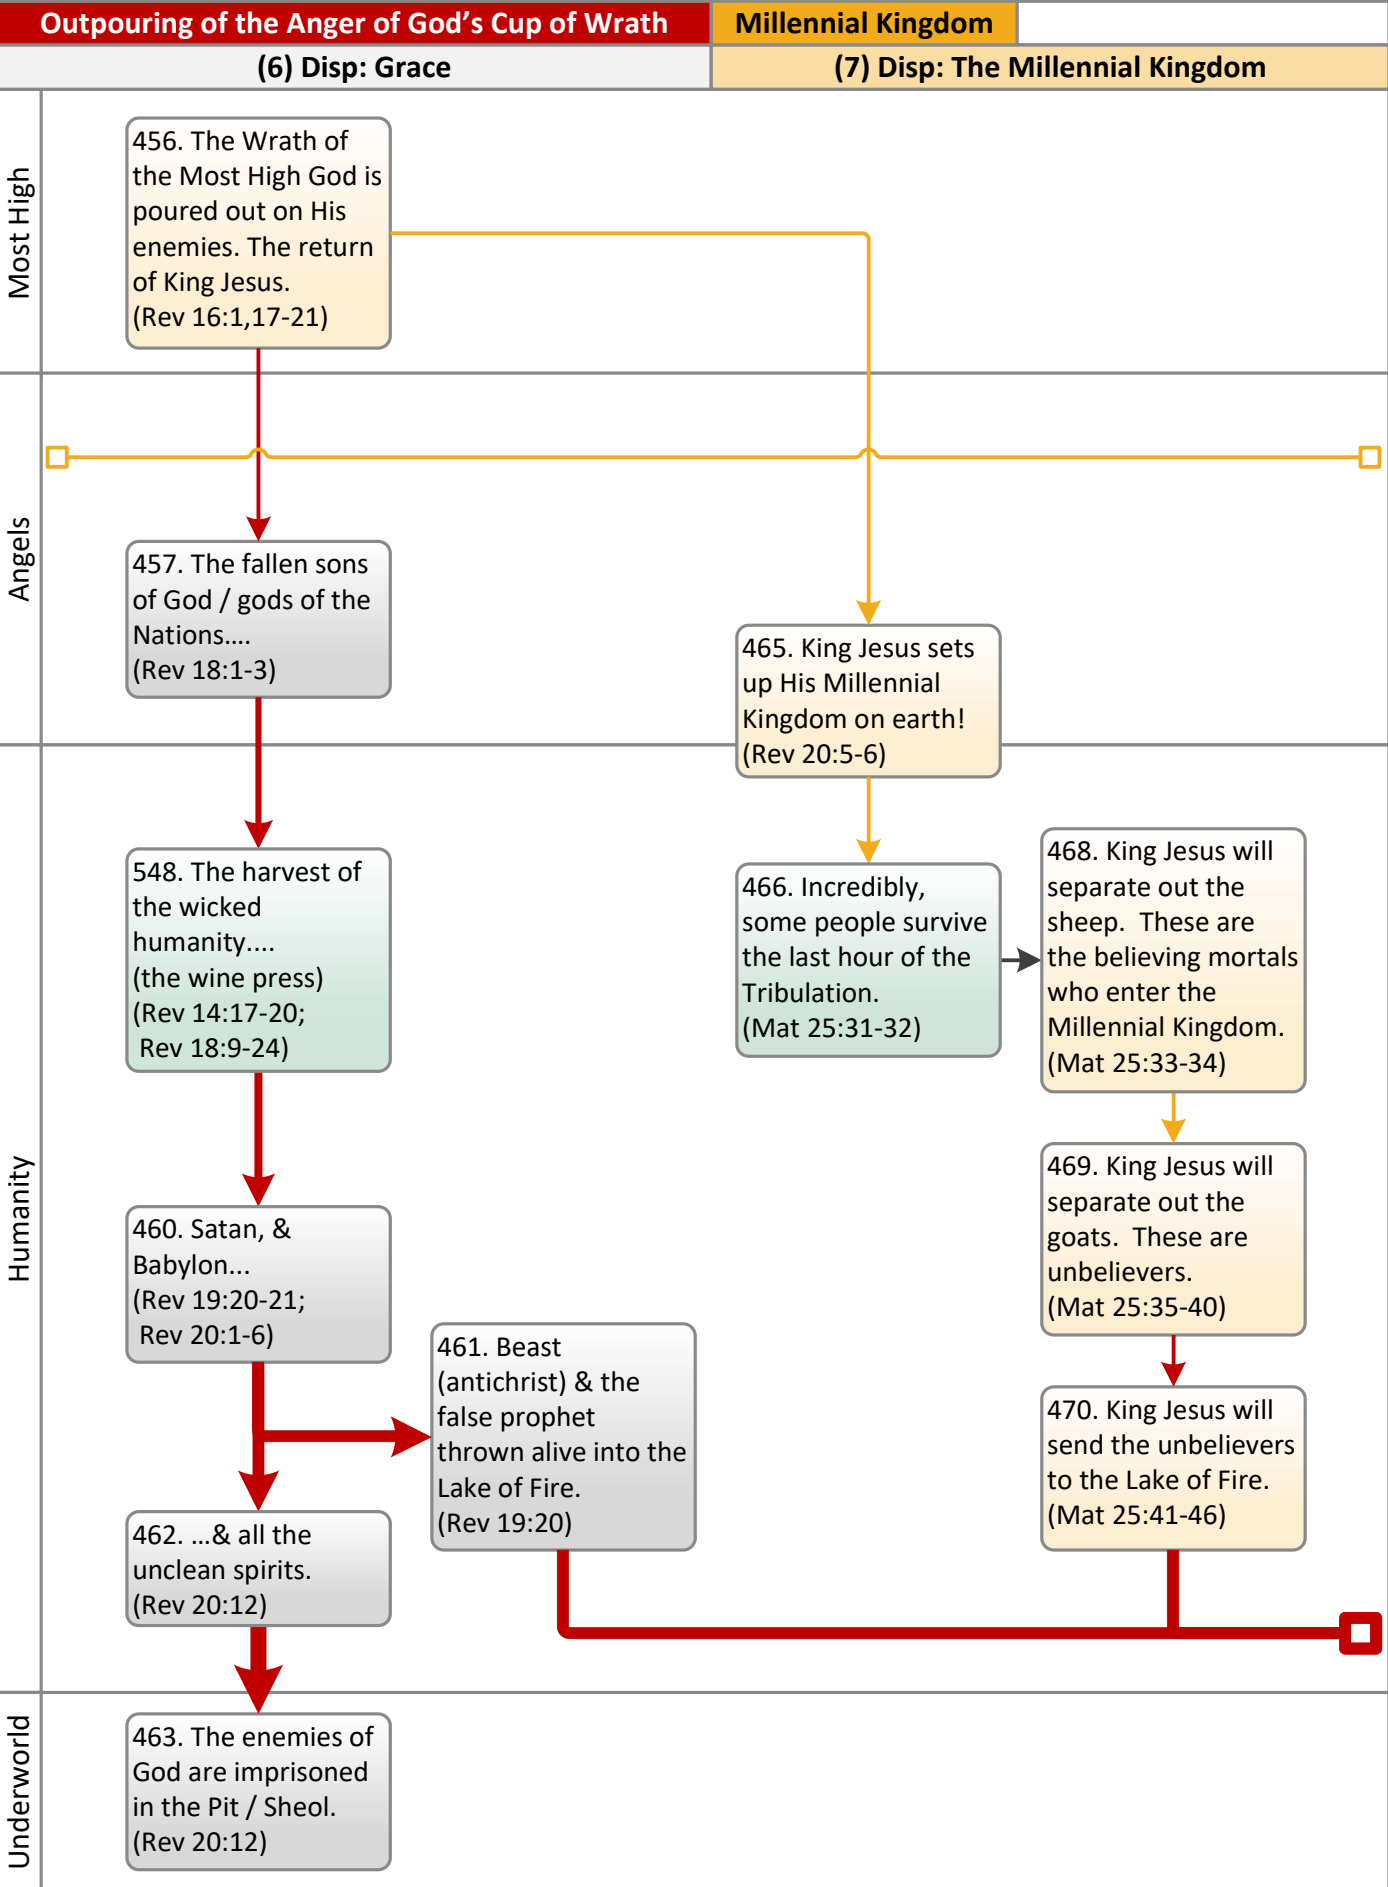 Outpouring of the Anger of God’s Cup of Wrath
Millennial Kingdom
(6) Disp: Grace
(7) Disp: The Millennial Kingdom
Most High
456. The Wrath of
the Most High God is
poured out on His
enemies. The return
of King Jesus.
(Rev 16:1,17-21)
Angels
457. The fallen sons
of God / gods of the
Nations....
(Rev 18:1-3)
465. King Jesus sets
up His Millennial
Kingdom on earth!
(Rev 20:5-6)
Humanity
548. The harvest of
the wicked
humanity....
(the wine press)
(Rev 14:17-20;
Rev 18:9-24)
466. Incredibly,
some people survive
the last hour of the
Tribulation.
(Mat 25:31-32)
468. King Jesus will
separate out the
sheep.  These are
the believing mortals
who enter the
Millennial Kingdom.
(Mat 25:33-34)
469. King Jesus will
separate out the
goats.  These are
unbelievers.
(Mat 25:35-40)
460. Satan, &
Babylon...
(Rev 19:20-21;
Rev 20:1-6)
461. Beast
(antichrist) & the
false prophet
thrown alive into the
Lake of Fire.
(Rev 19:20)
470. King Jesus will
send the unbelievers
to the Lake of Fire.
(Mat 25:41-46)
462. ...& all the
unclean spirits.
(Rev 20:12)
Underworld
463. The enemies of
God are imprisoned
in the Pit / Sheol.
(Rev 20:12)